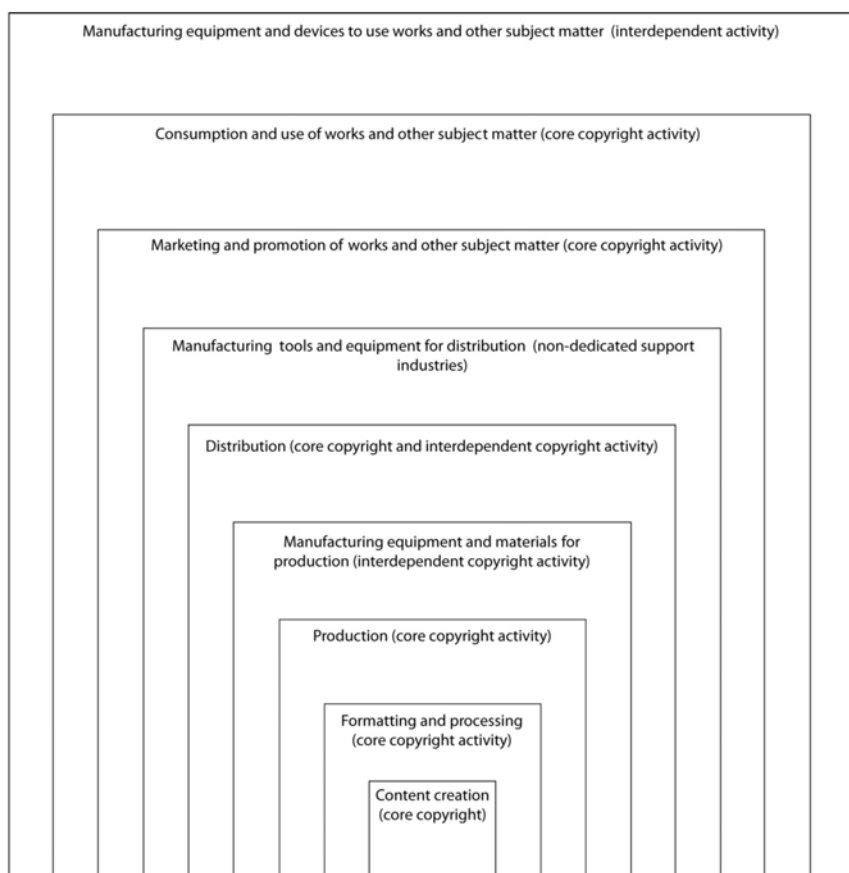 Manufacturing equipment and devices to use works and other subject matter (interdependent activity)
Consumption and use of works and other subject matter (core copyright activity)
Marketing and promotion of works and other subject matter (core copyright activity)
Manufacturing tools and equipment for distribution (non-dedicated support
industries)
Distribution (core copyright and interdependent copyright activity)
Manufacturing equipment and materials for
production (interdependent copyright activity)
Production (core copyright activity)
Formatting and processing
(core copyright activity)
Content creation
(core copyright)